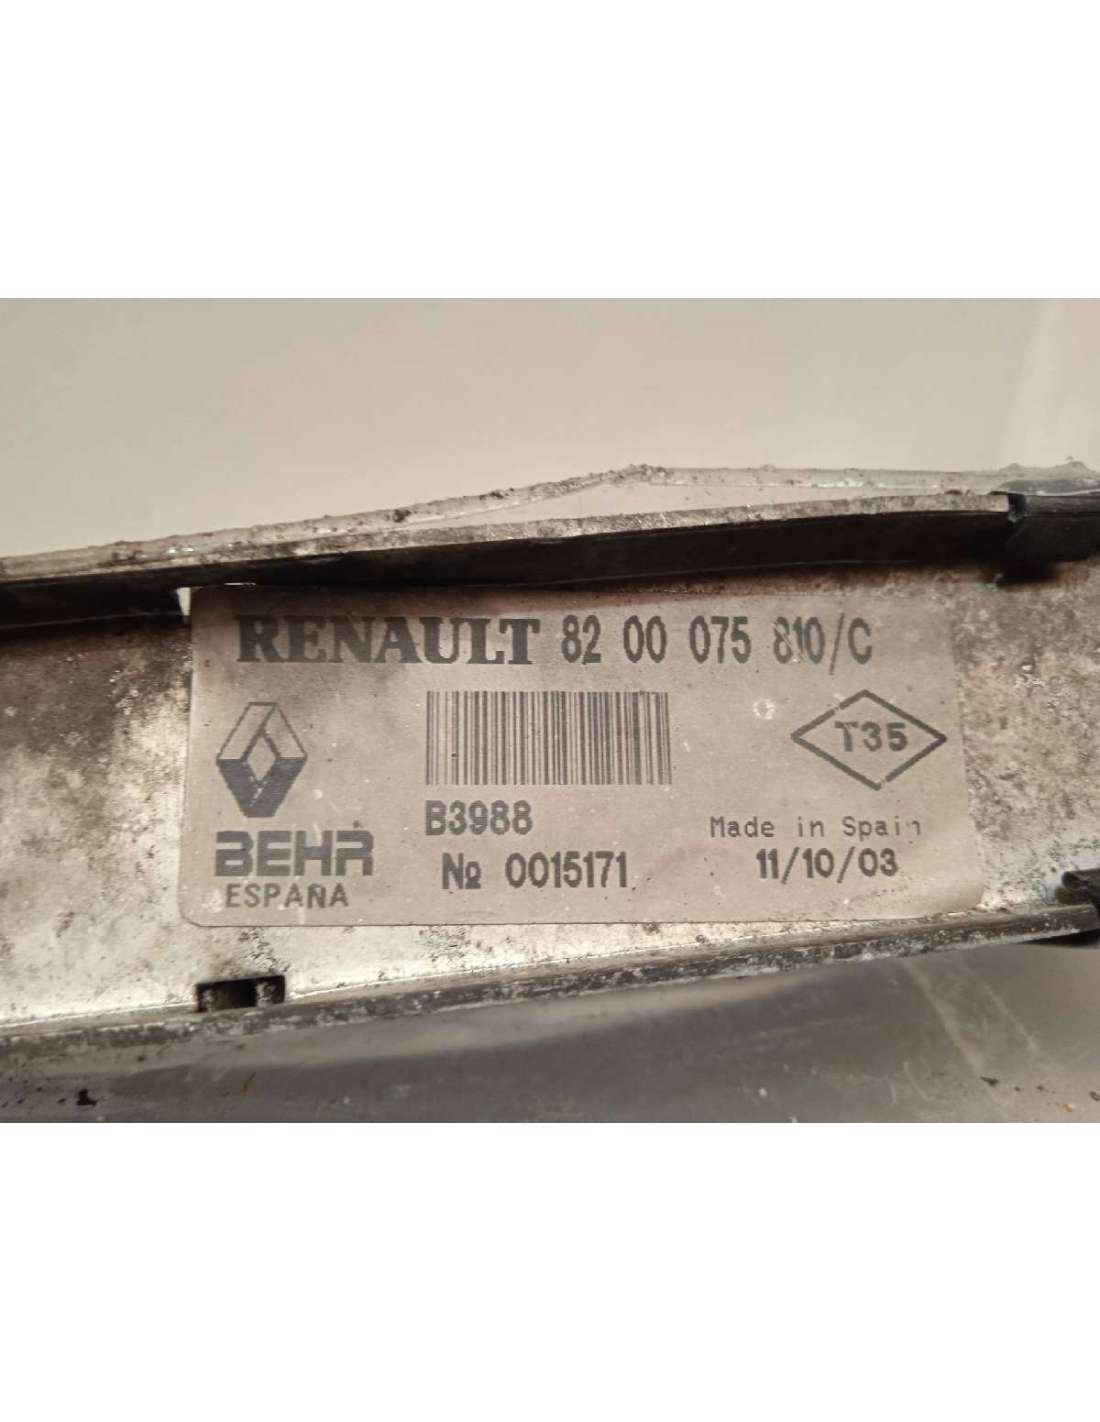 RENAULT 82 00 075 810/C
T35
B3988
BEHR
ESPAÑA
№ 0015171
Made in Spain
11/10/03